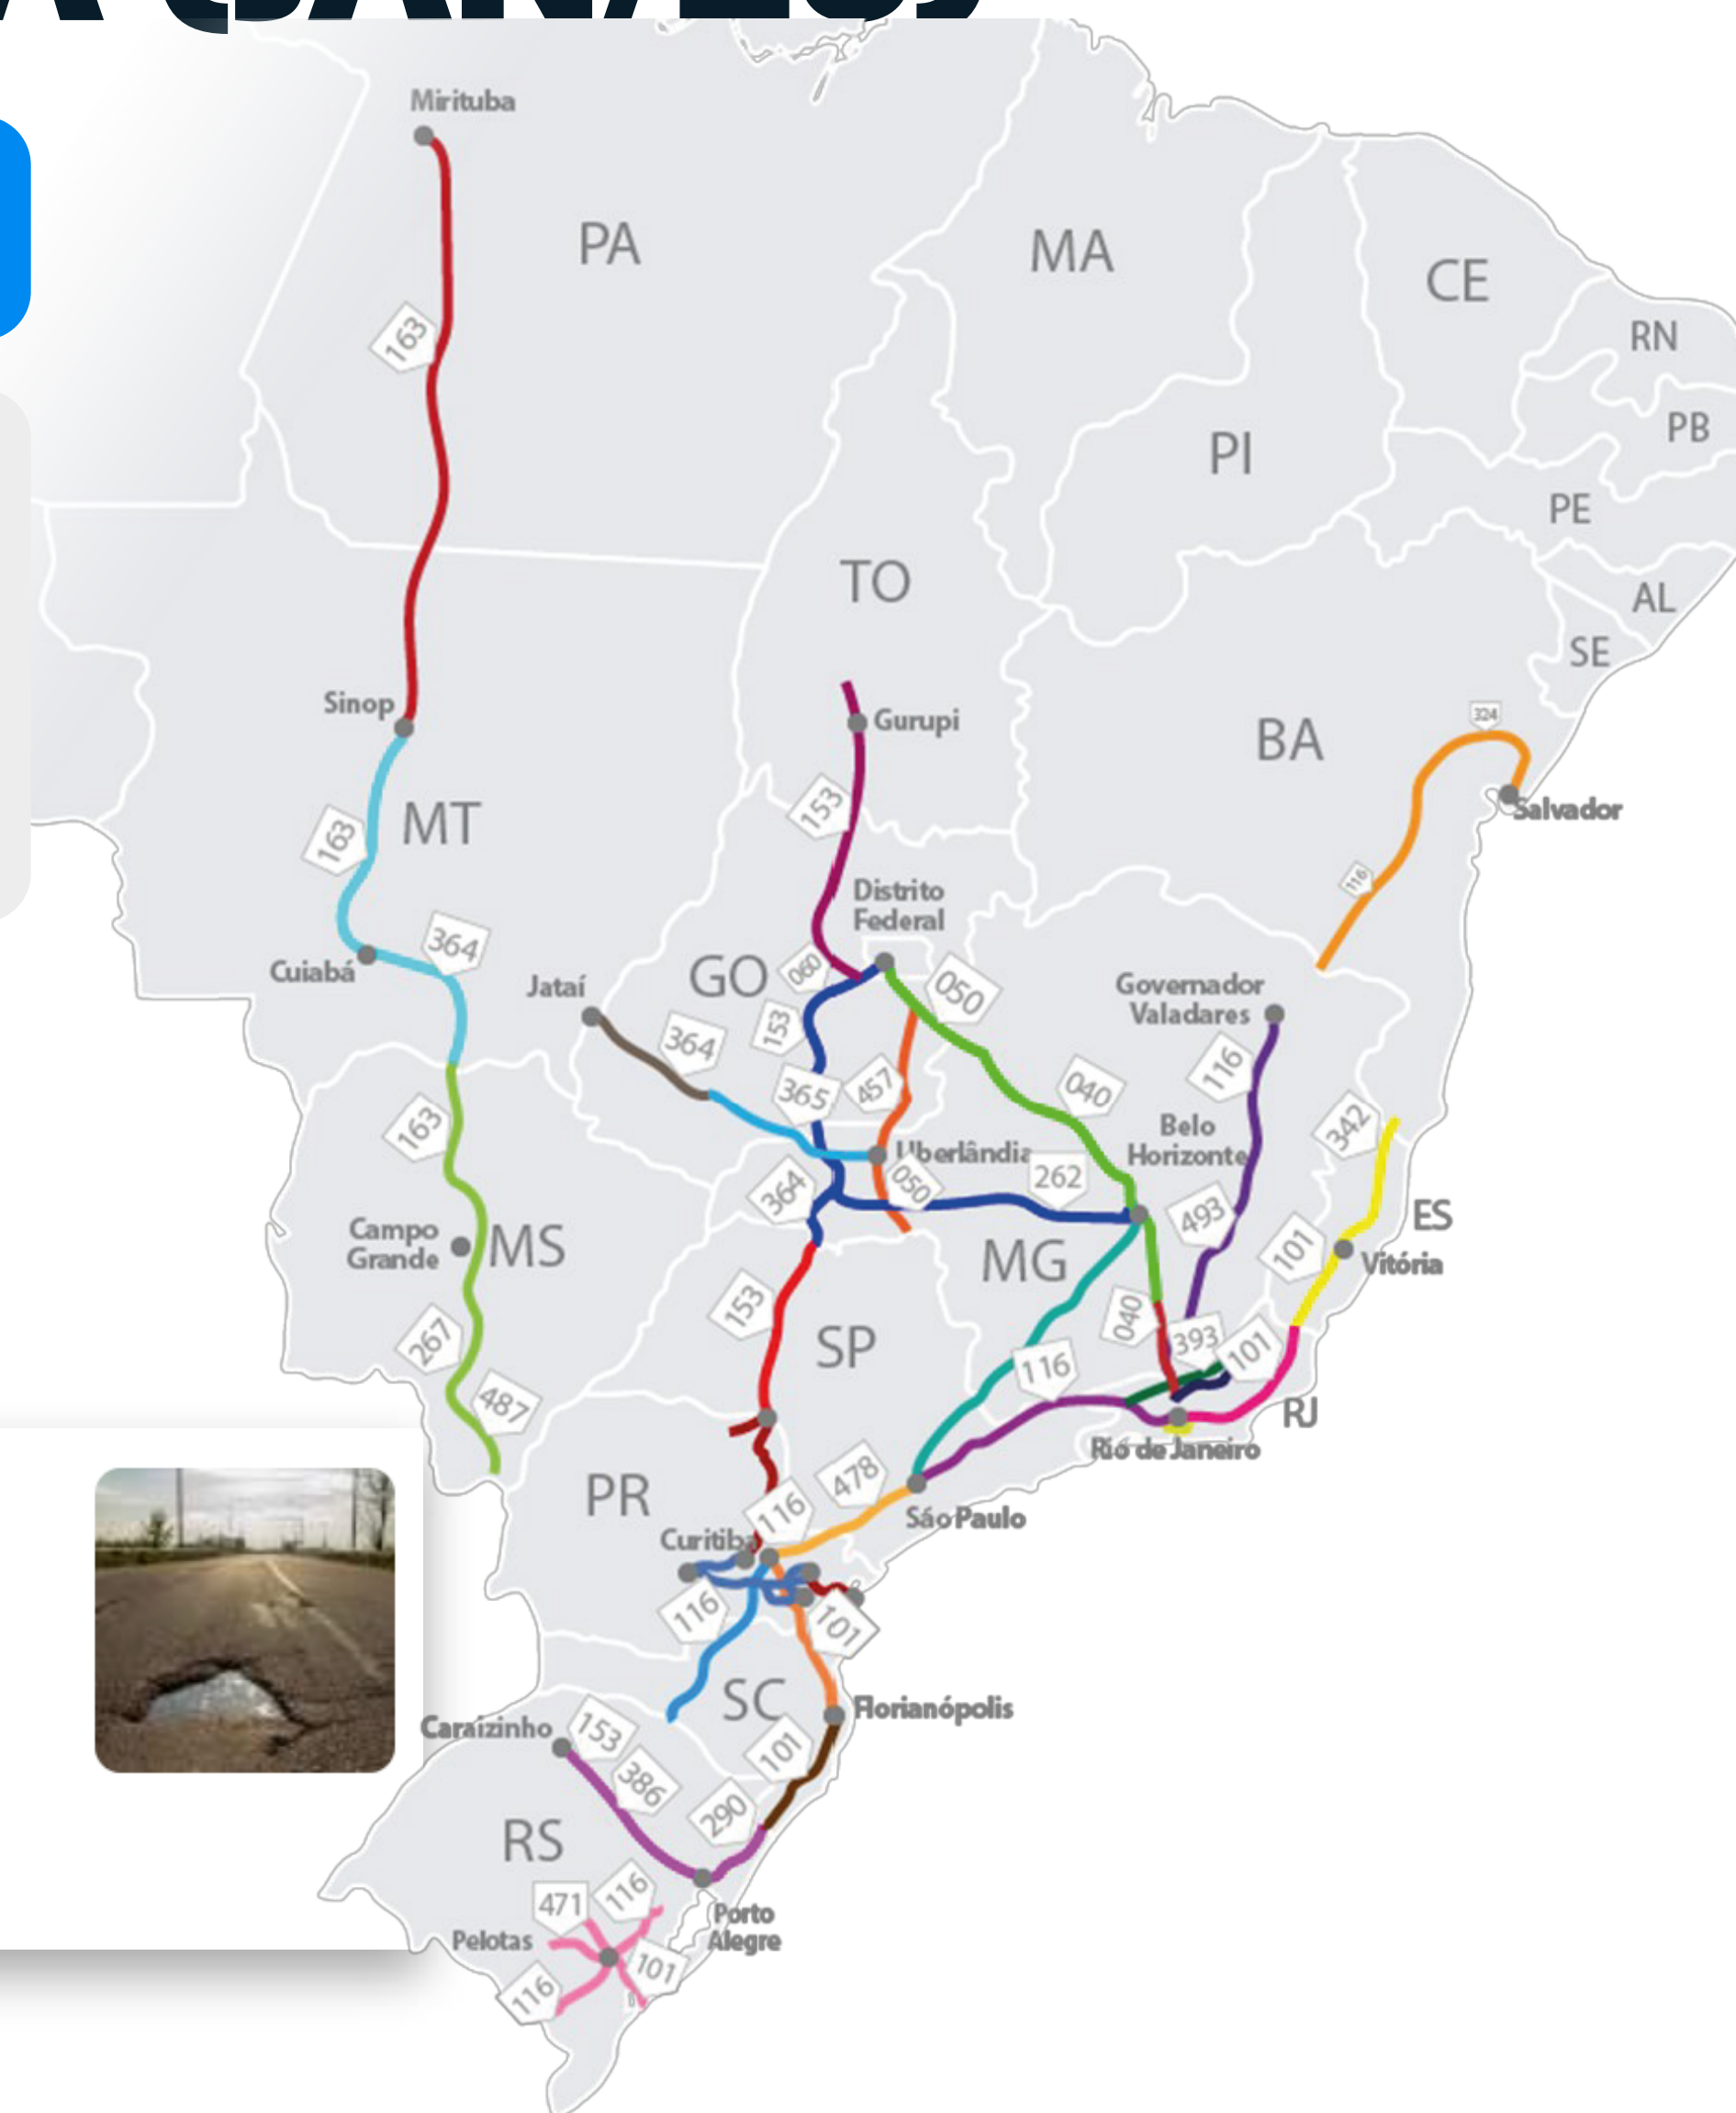 Mirituba
PA
MA
CE
RN
163
PB
PI
PE
TO
AL
SE
Sinop
Gurupi
324
BA
153
Salvador
MT
163
116
Distrito
Federal
364
Cuiabá
GO
060
Jataí
050
Governador
Valadares
153
364
365
457
040
116
163
342
Belo
Horizonte
Uberlândia
262
364
050
493
ES
Campo
Grande
MS
MG
101
Vitória
153
040
267
SP
393
101
116
487
RJ
Rio de Janeiro
PR
478
116
São Paulo
Curitiba
116
101
SC
Caraízinho
153
Florianópolis
101
386
290
RS
471
116
Porto
Alegre
Pelotas
101
116